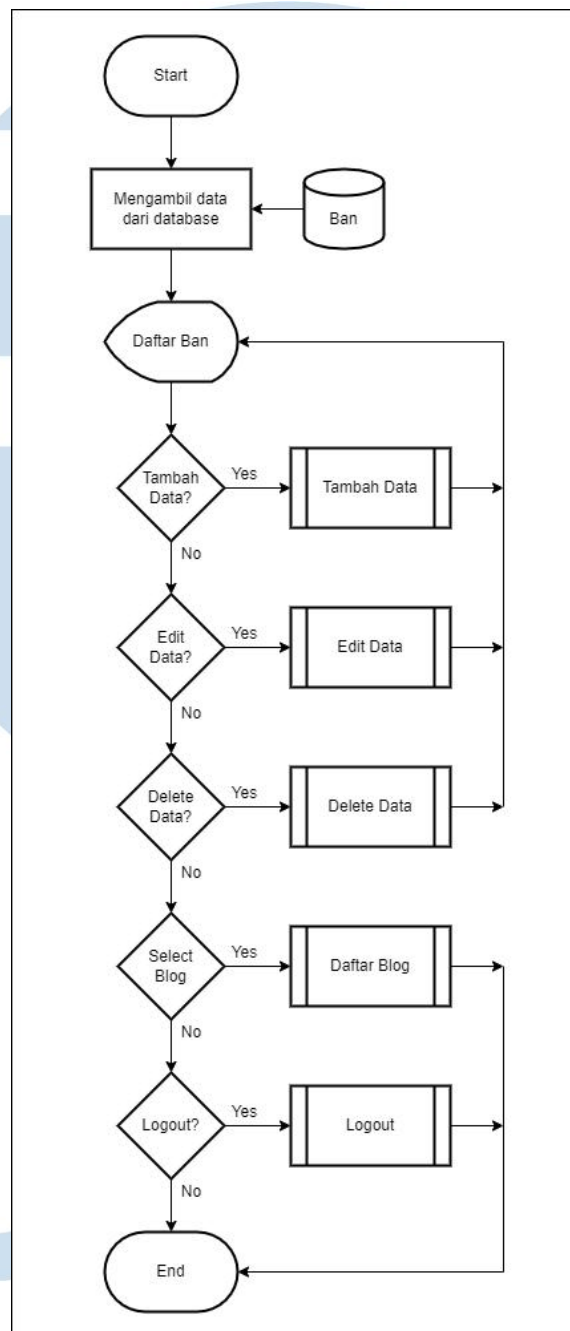 Start
Mengambil data
dari database
Ban
Daftar Ban
Tambah
Data?
Yes
Tambah Data
No
Edit
Data?
Yes
Edit Data
No
Delete
Data?
Yes
Delete Data
No
Select
Blog
Yes
Daftar Blog
No
Logout?
Yes
Logout
No
End